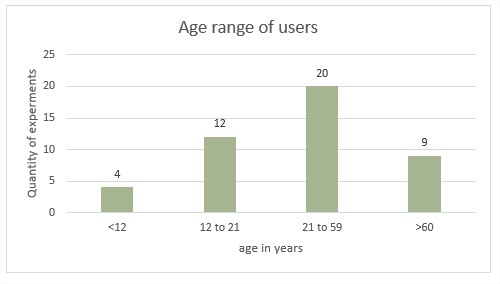 Age range of users
Quantity of experments
25
20
15
10
5
0
4
12
20
9
<12
12 to 21
21 to 59
>60
age in years